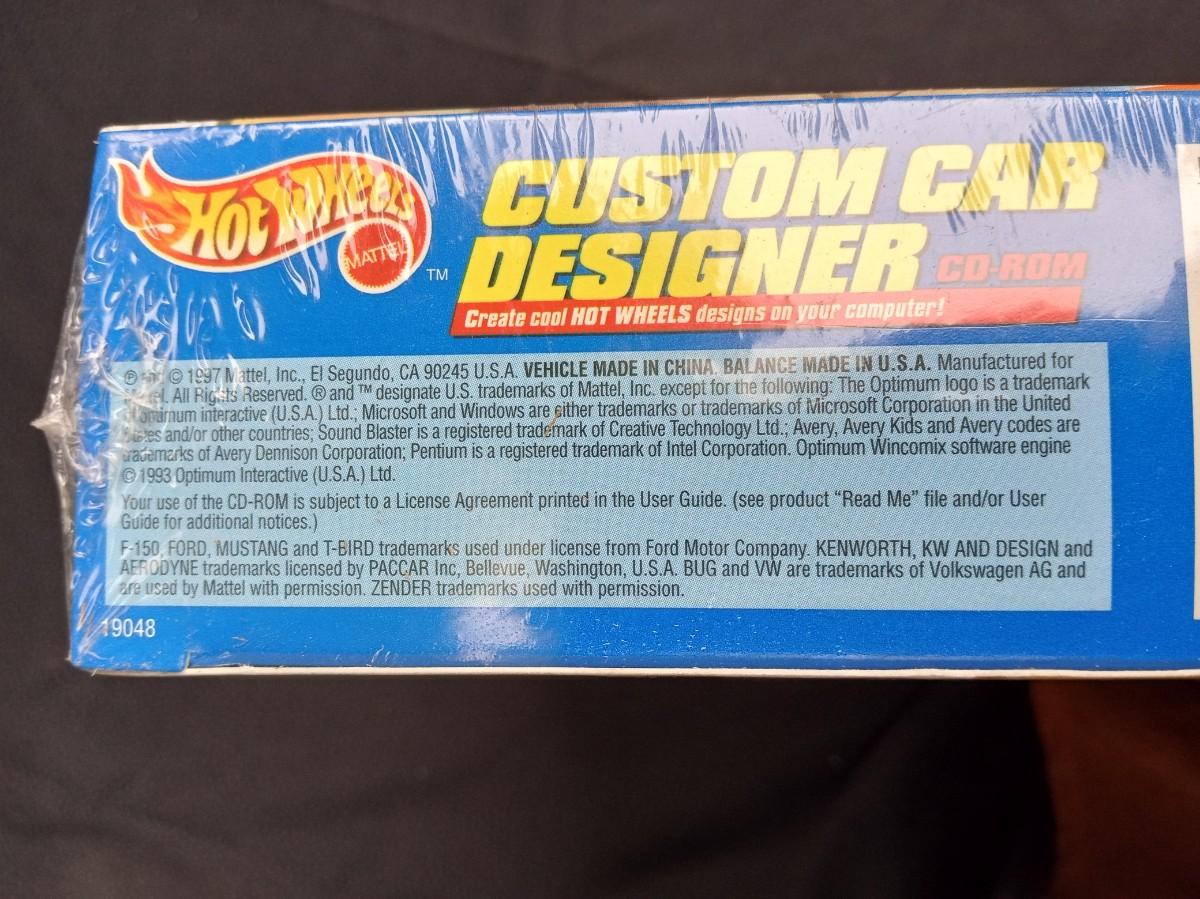 Hot Wheels
MATTEL
™
CUSTOM CAR
DESIGNER CD-ROM
Create cool HOT WHEELS designs on your computer!
℗ and © 1997 Mattel, Inc., El Segundo, CA 90245 U.S.A. VEHICLE MADE IN CHINA. BALANCE MADE IN U.S.A. Manufactured for
Mattel. All Rights Reserved. ® and ™ designate U.S. trademarks of Mattel, Inc. except for the following: The Optimum logo is a trademark
of Optimum interactive (U.S.A.) Ltd.; Microsoft and Windows are either trademarks or trademarks of Microsoft Corporation in the United
States and/or other countries; Sound Blaster is a registered trademark of Creative Technology Ltd.; Avery, Avery Kids and Avery codes are
trademarks of Avery Dennison Corporation; Pentium is a registered trademark of Intel Corporation. Optimum Wincomix software engine
© 1993 Optimum Interactive (U.S.A.) Ltd.
Your use of the CD-ROM is subject to a License Agreement printed in the User Guide. (see product “Read Me” file and/or User
Guide for additional notices.)
F-150, FORD, MUSTANG and T-BIRD trademarks used under license from Ford Motor Company. KENWORTH, KW AND DESIGN and
AERODYNE trademarks licensed by PACCAR Inc, Bellevue, Washington, U.S.A. BUG and VW are trademarks of Volkswagen AG and
are used by Mattel with permission. ZENDER trademarks used with permission.
19048